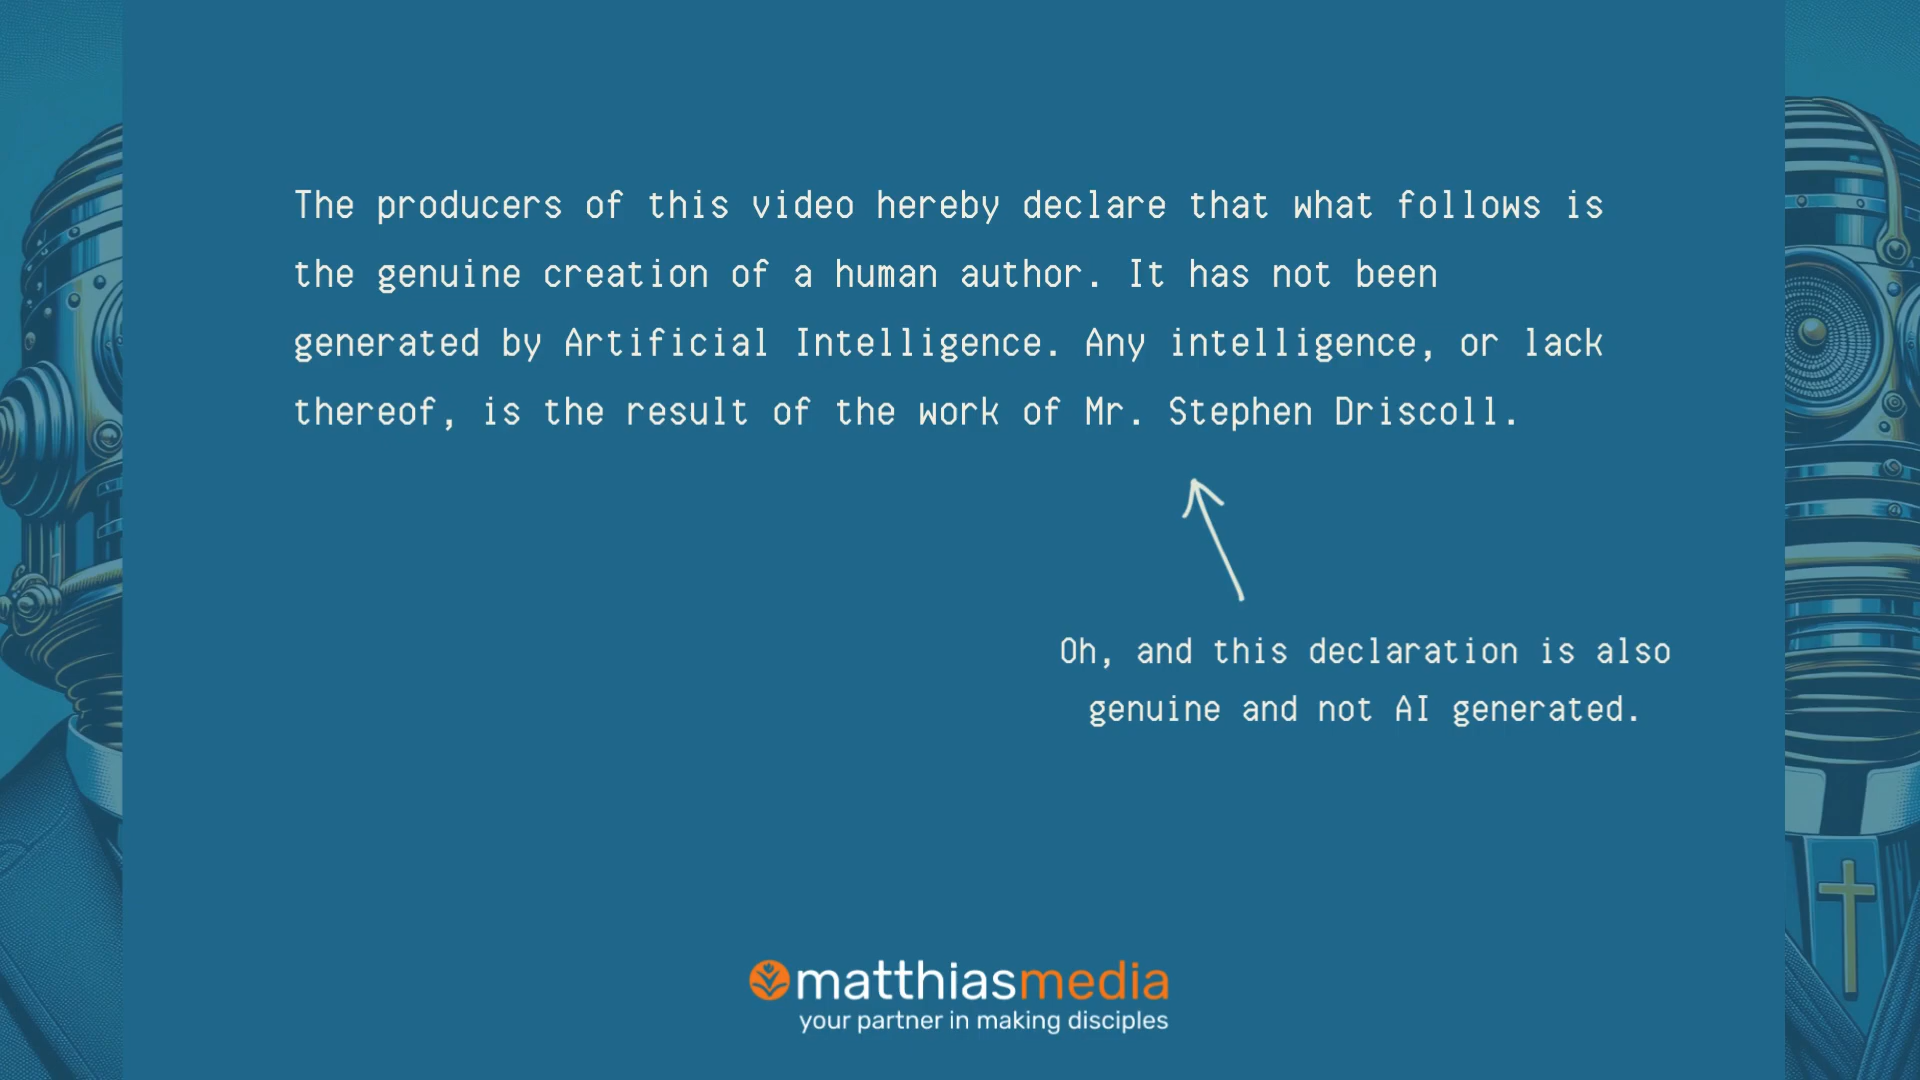 The producers of this video hereby declare that what follows is
the genuine creation of a human author. It has not been
generated by Artificial Intelligence. Any intelligence, or lack
thereof, is the result of the work of Mr. Stephen Driscoll.
Oh, and this declaration is also
genuine and not AI generated.
matthiasmedia
your partner in making disciples